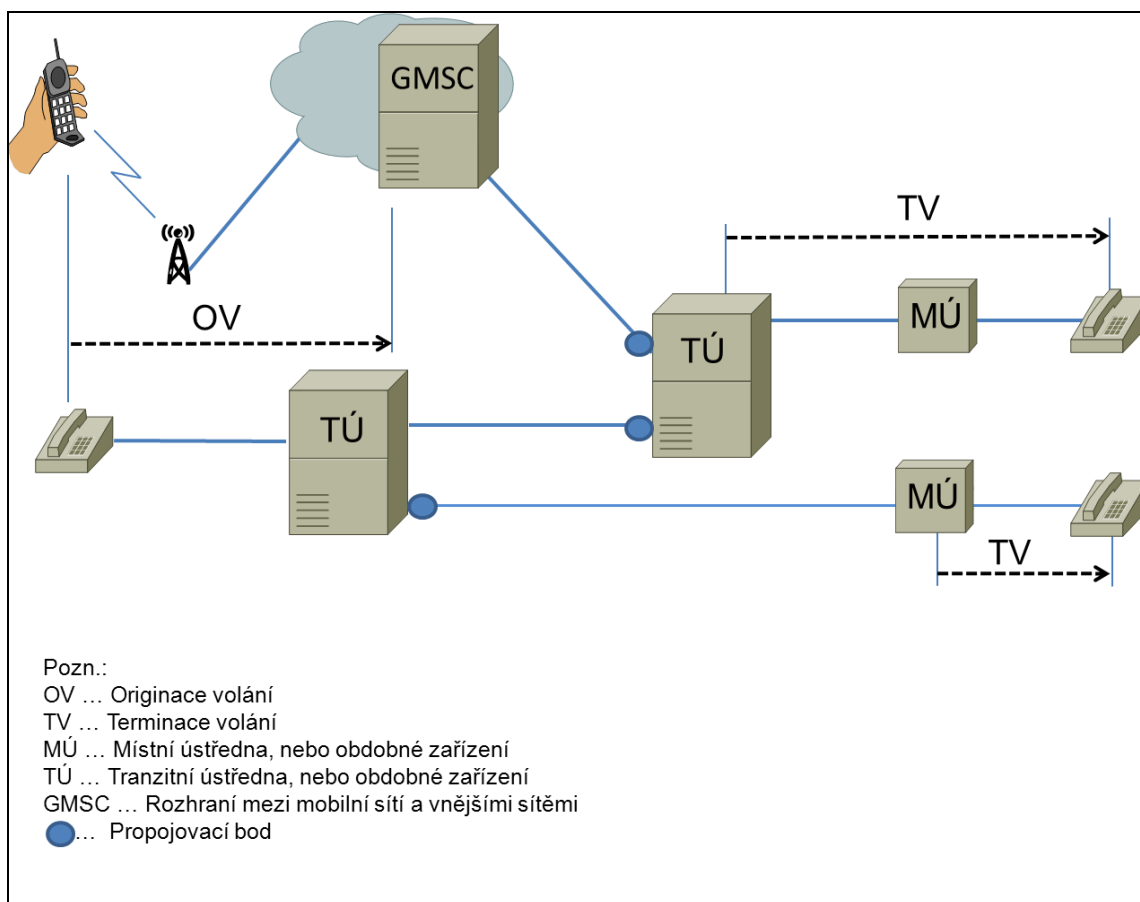 GMSC
TV
OV
MÚ
TÚ
TÚ
MÚ
TV
Pozn.:
OV … Originace volání
TV … Terminace volání
MÚ … Místní ústředna, nebo obdobné zařízení
TÚ … Tranzitní ústředna, nebo obdobné zařízení
GMSC … Rozhraní mezi mobilní sítí a vnějšími sítěmi
… Propojovací bod